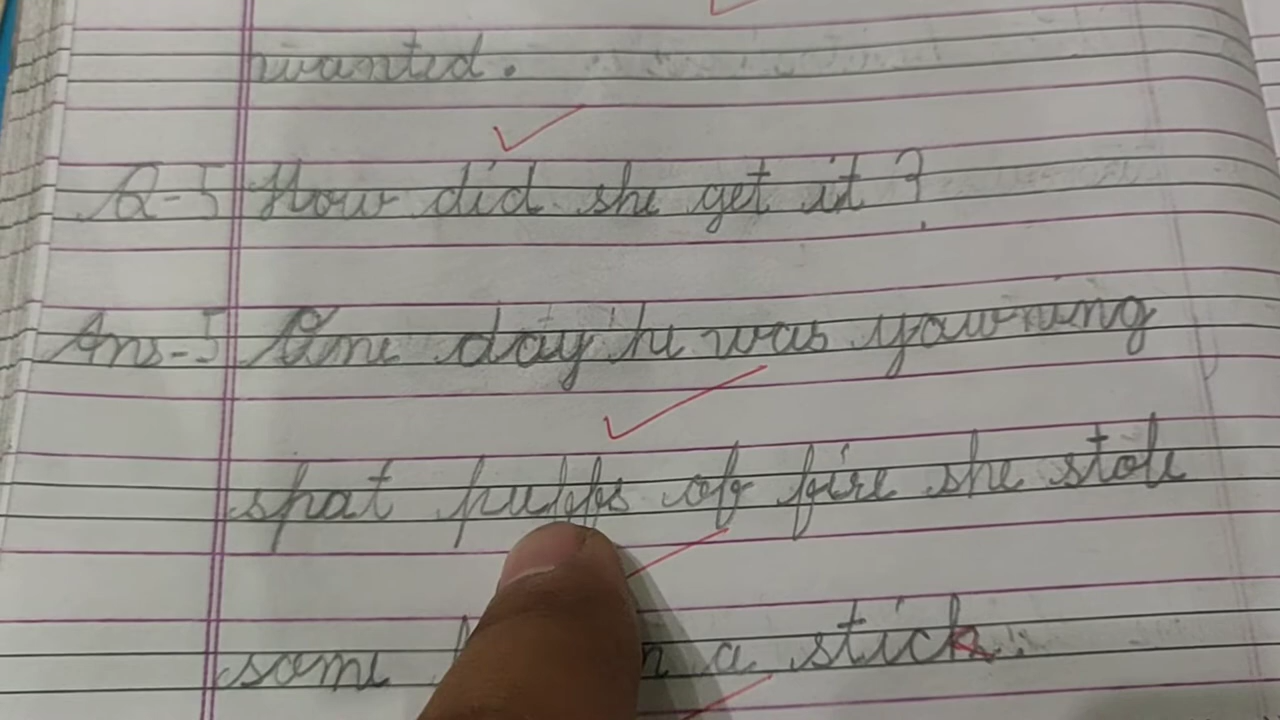 wanted.
Q-5 How did she get it ?
Ans-5 One day he was yawning
spat puffs of fire she stole
some a stick.